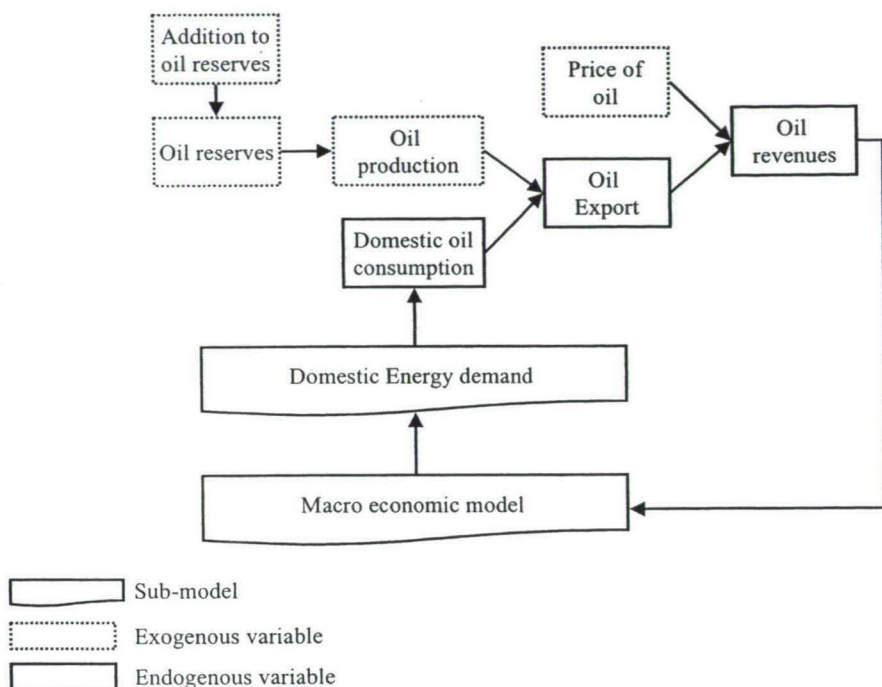 Addition to
oil reserves
Price of
oil
Oil
revenues
Oil reserves
Oil
production
Oil
Export
Domestic oil
consumption
Domestic Energy demand
Macro economic model
Sub-model
Exogenous variable
Endogenous variable